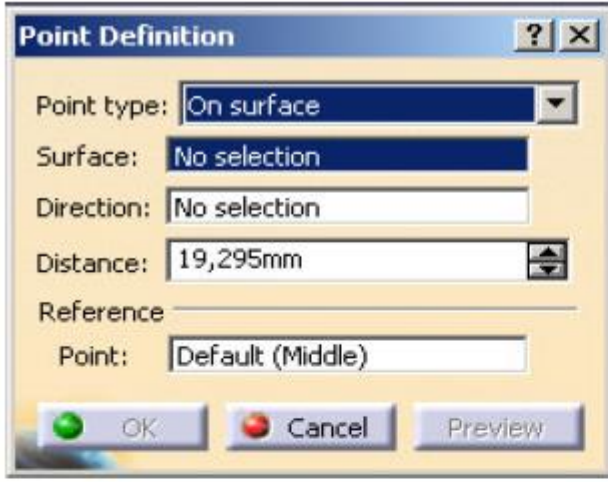 Point Definition ? ×
Point type: On surface
Surface: No selection
Direction: No selection
Distance: 19,295mm
Reference
Point: Default (Middle)
OK Cancel Preview